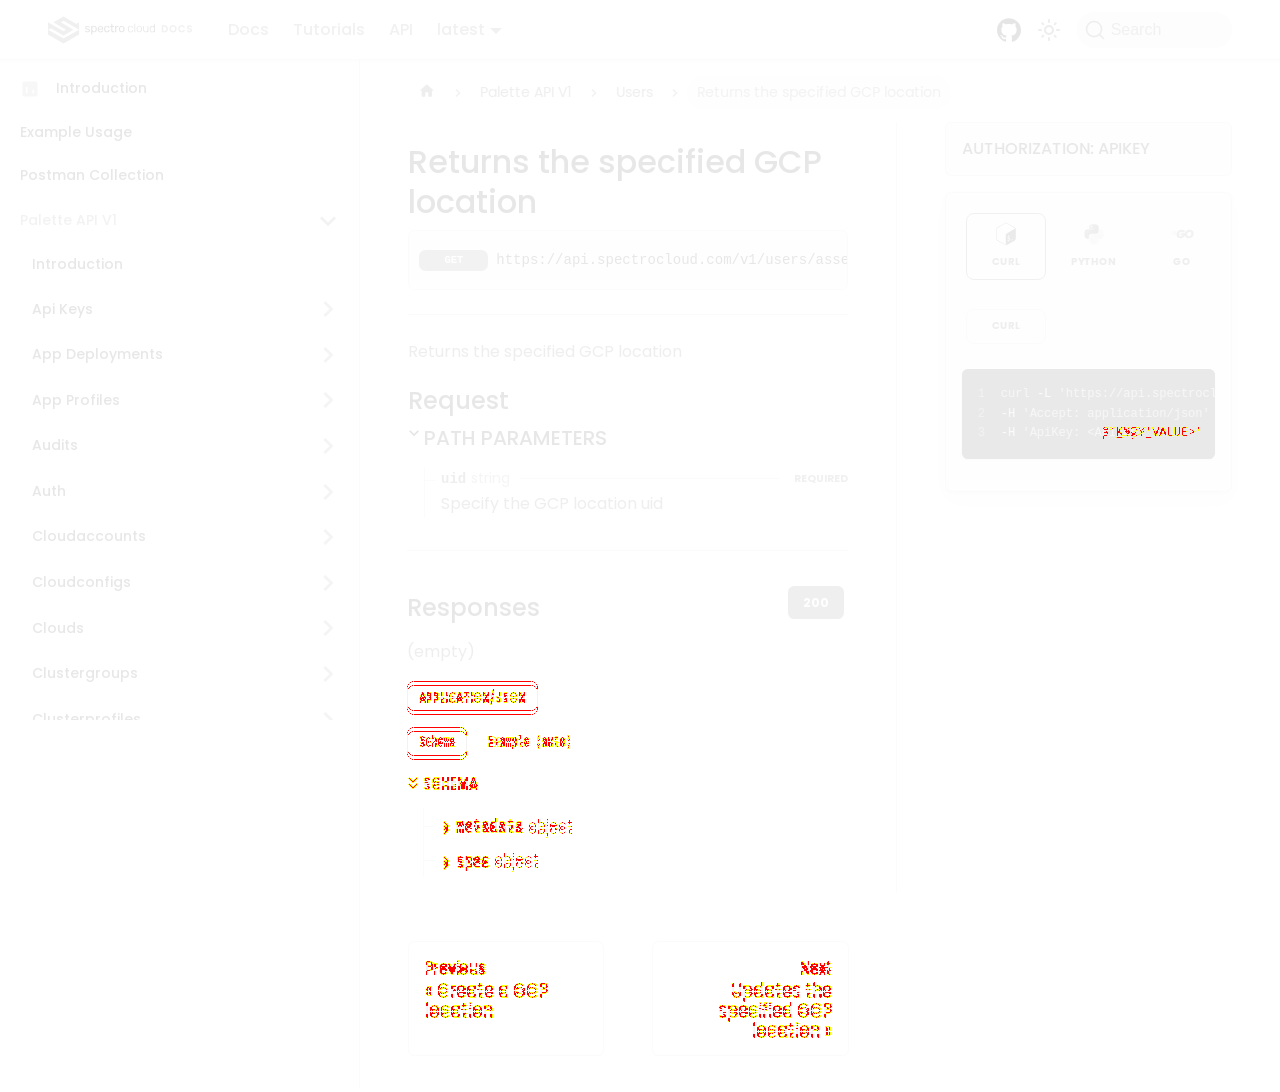 spectro cloud DOCS
Docs
Tutorials
API
latest
Search
Introduction
Example Usage
Postman Collection
Palette API V1
Introduction
Api Keys
App Deployments
App Profiles
Audits
Auth
Cloudaccounts
Cloudconfigs
Clouds
Clustergroups
Clusterprofiles
Palette API V1
Users
Returns the specified GCP location
Returns the specified GCP
location
GET https://api.spectrocloud.com/v1/users/asse
Returns the specified GCP location
Request
PATH PARAMETERS
uid string REQUIRED
Specify the GCP location uid
Responses
200
(empty)
APPLICATION/JSON
Schema
Example (auto)
SCHEMA
metadata object
spec object
Previous
« Create a GCP
location
Next
Updates the
specified GCP
location »
AUTHORIZATION: APIKEY
CURL
PYTHON
GO
GO
CURL
1 curl -L 'https://api.spectrocl
2 -H 'Accept: application/json'
3 -H 'ApiKey: VALUE>'